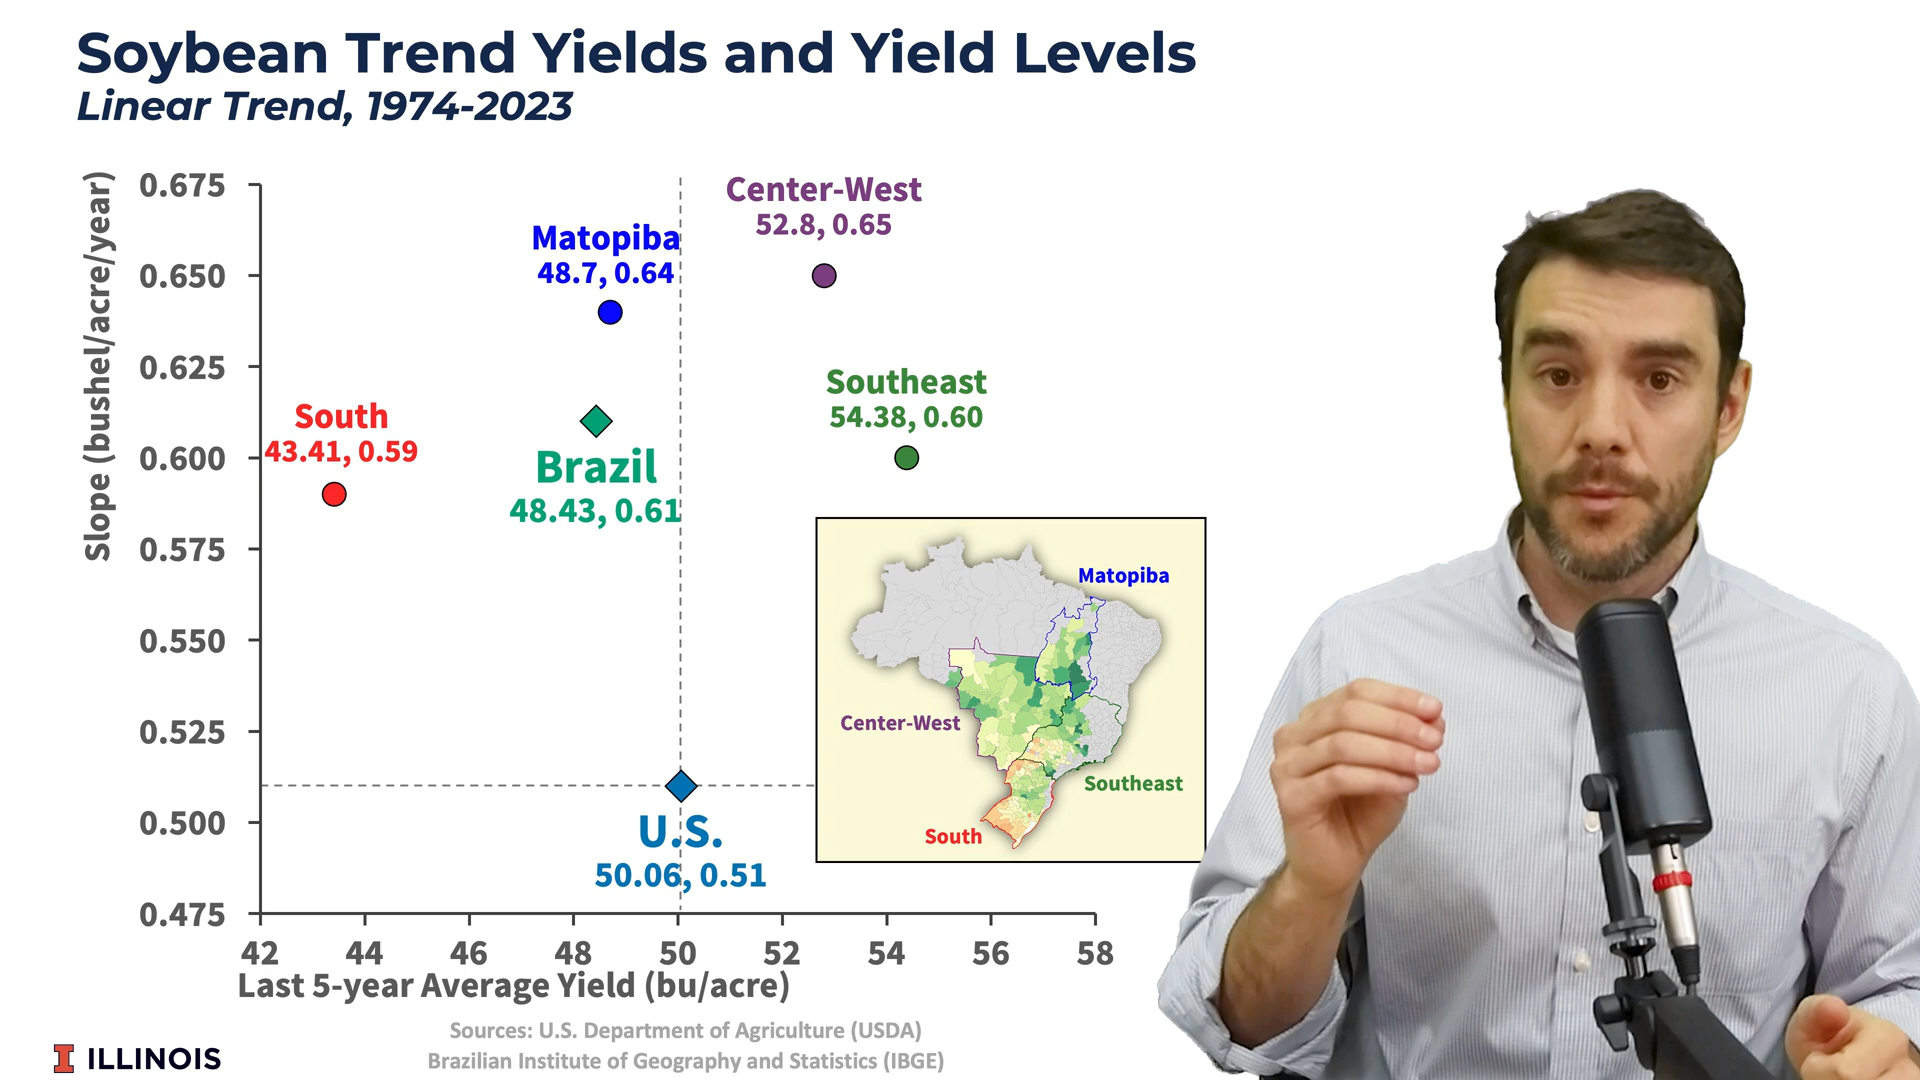 Soybean Trend Yields and Yield Levels
Linear Trend, 1974-2023
Slope (bushel/acre/year)
0.675
0.650
0.625
0.600
0.575
0.550
0.525
0.500
0.475
Center-West
52.8, 0.65
Matopiba
48.7, 0.64
Southeast
54.38, 0.60
South
43.41, 0.59
Brazil
48.43, 0.61
U.S.
50.06, 0.51
Matopiba
Center-West
Southeast
South
42 44 46 48 50 52 54 56 58
Last 5-year Average Yield (bu/acre)
Sources: U.S. Department of Agriculture (USDA)
Brazilian Institute of Geography and Statistics (IBGE)
I ILLINOIS